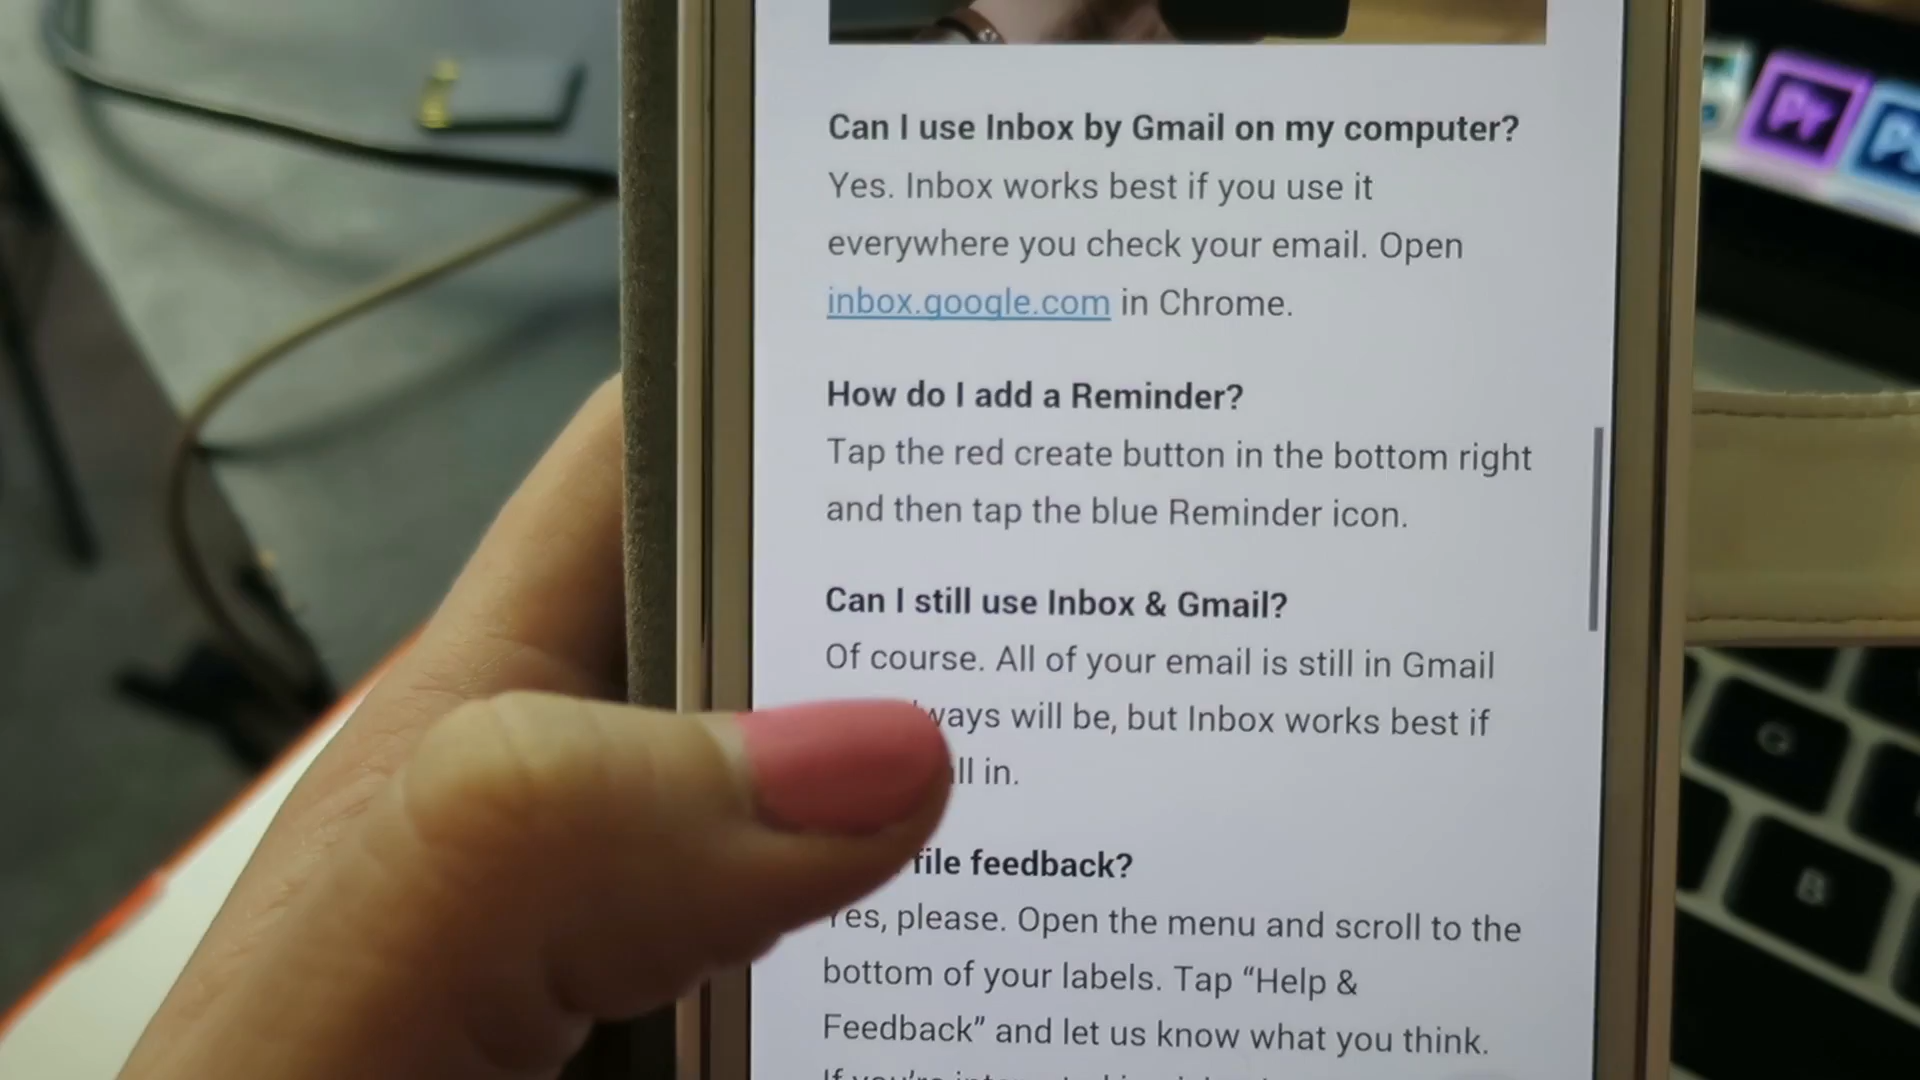 Can I use Inbox by Gmail on my computer?
Yes. Inbox works best if you use it
everywhere you check your email. Open
inbox.google.com in Chrome.
How do I add a Reminder?
Tap the red create button in the bottom right
and then tap the blue Reminder icon.
Can I still use Inbox & Gmail?
Of course. All of your email is still in Gmail
will be, but Inbox works best if
in.
file feedback?
Yes, please. Open the menu and scroll to the
bottom of your labels. Tap “Help &
Feedback” and let us know what you think.
Pr
Ps
G
B